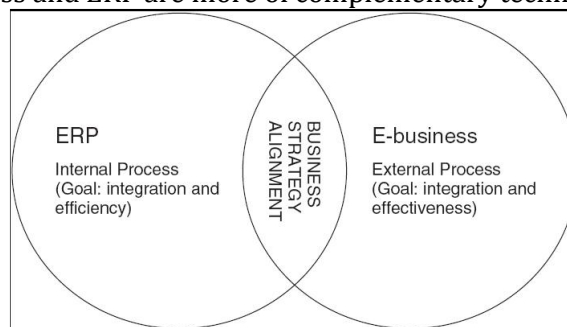 ss and ERP are more of complementary
ERP
Internal Process
(Goal: integration and
efficiency)
BUSINESS
STRATEGY
ALIGNMENT
E-business
External Process
(Goal: integration and
effectiveness)